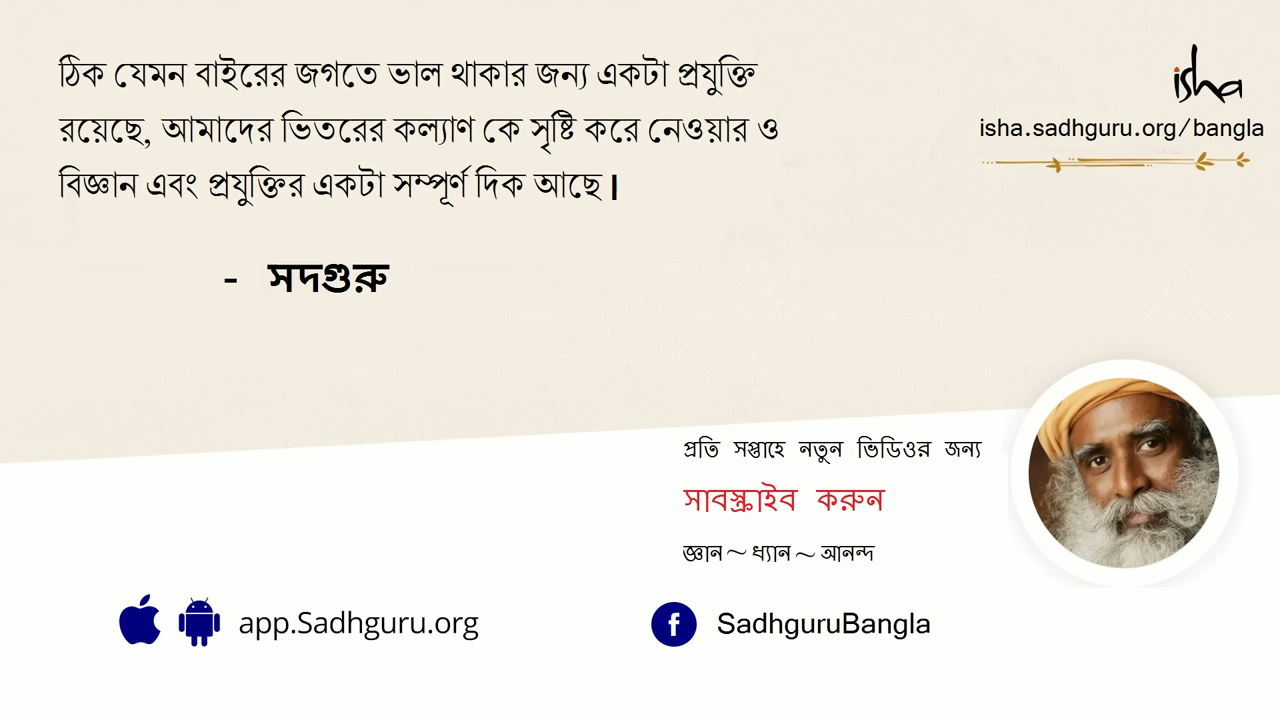 ঠিক যেমন বাইরের জগতে ভাল থাকার জন্য একটা প্রযুক্তি
রয়েছে, আমাদের ভিতরের কল্যাণ কে সৃষ্টি করে নেওয়ার ও
বিজ্ঞান এবং প্রযুক্তির একটা সম্পূর্ণ দিক আছে।
- সদগুরু
isha
isha.sadhguru.org/bangla
প্রতি সপ্তাহে নতুন ভিডিওর জন্য
সাবস্ক্রাইব করুন
জ্ঞান ~ ধ্যান ~ আনন্দ
app.Sadhguru.org
f SadhguruBangla